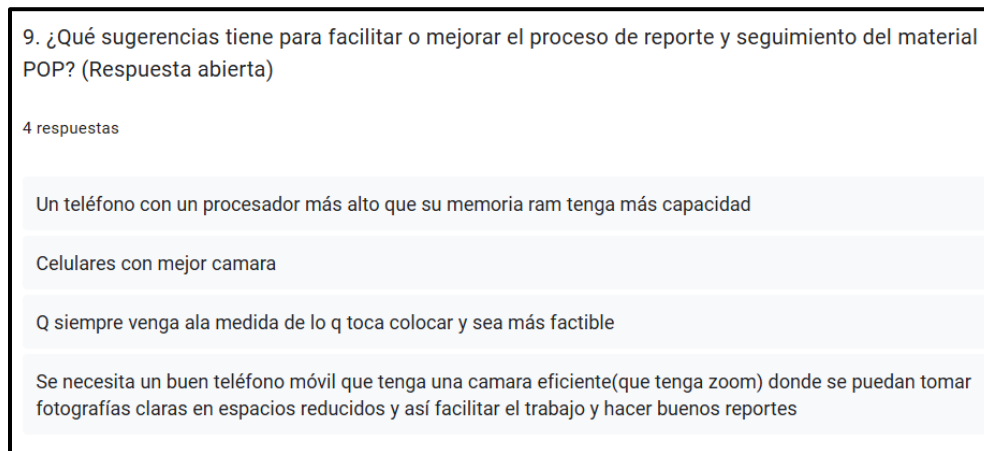 9. ¿Qué sugerencias tiene para facilitar o mejorar el proceso de reporte y seguimiento del material
POP? (Respuesta abierta)
4 respuestas
Un teléfono con un procesador más alto que su memoria ram tenga más capacidad
Celulares con mejor camara
Q siempre venga ala medida de lo q toca colocar y sea más factible
Se necesita un buen teléfono móvil que tenga una camara eficiente(que tenga zoom) donde se puedan tomar
fotografías claras en espacios reducidos y así facilitar el trabajo y hacer buenos reportes